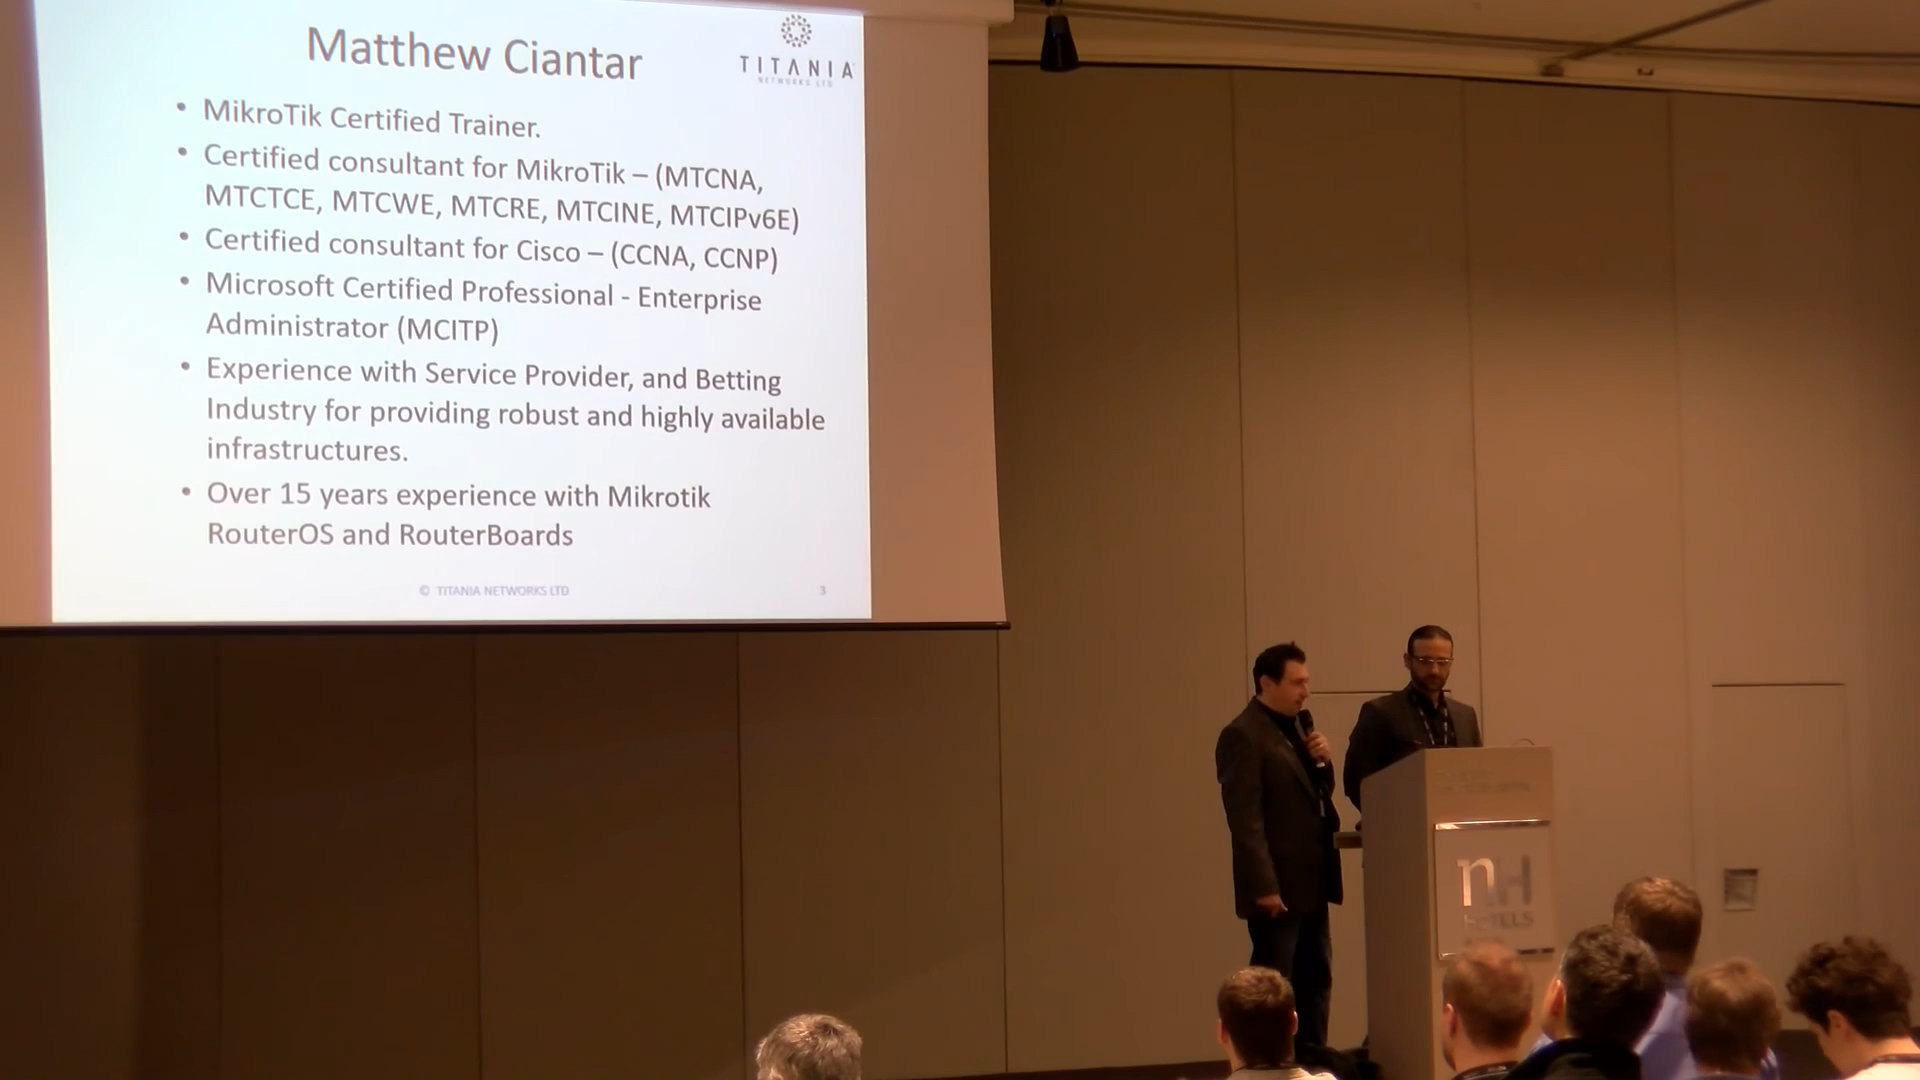 Matthew Ciantar
TITANIA
NETWORKS LTD
• MikroTik Certified Trainer.
• Certified consultant for MikroTik – (MTCNA,
MTCTCE, MTCWE, MTCRE, MTCINE, MTCIPv6E)
• Certified consultant for Cisco – (CCNA, CCNP)
• Microsoft Certified Professional - Enterprise
Administrator (MCITP)
• Experience with Service Provider, and Betting
Industry for providing robust and highly available
infrastructures.
• Over 15 years experience with Mikrotik
RouterOS and RouterBoards
© TITANIA NETWORKS LTD
3
nH
HOTELS